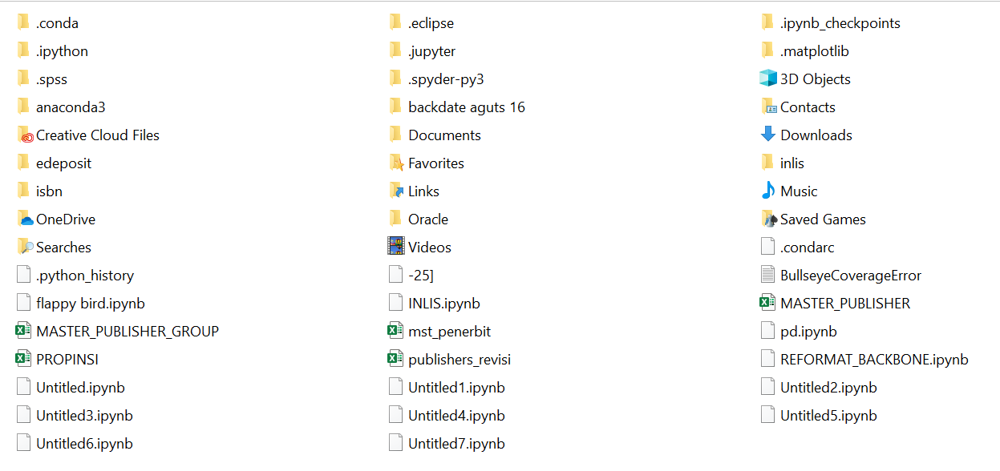 .conda
.eclipse
.ipynb_checkpoints
.ipython
.jupyter
.matplotlib
.spss
.spyder-py3
3D Objects
anaconda3
backdate aguts 16
Contacts
Creative Cloud Files
Documents
Downloads
edeposit
Favorites
inlis
isbn
Links
Music
OneDrive
Oracle
Saved Games
Searches
Videos
.condarc
.python_history
-25]
BullseyeCoverageError
flappy bird.ipynb
INLIS.ipynb
MASTER_PUBLISHER
MASTER_PUBLISHER_GROUP
mst_penerbit
pd.ipynb
PROPINSI
publishers_revisi
REFORMAT_BACKBONE.ipynb
Untitled.ipynb
Untitled1.ipynb
Untitled2.ipynb
Untitled3.ipynb
Untitled4.ipynb
Untitled5.ipynb
Untitled6.ipynb
Untitled7.ipynb